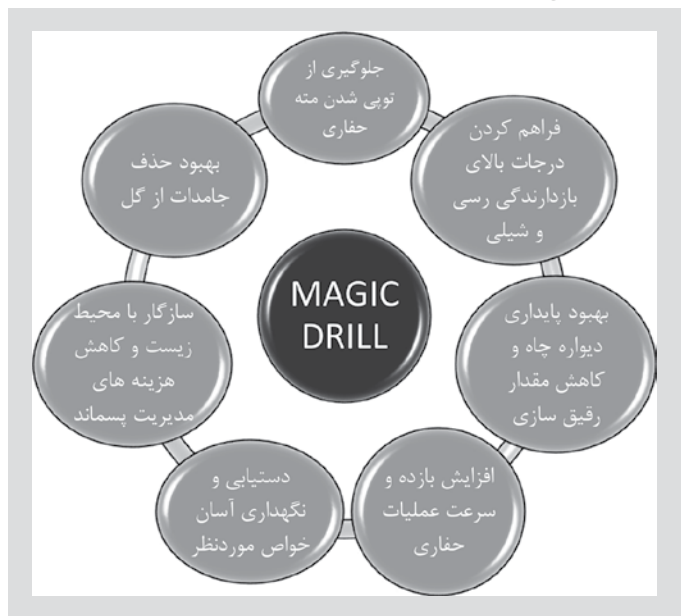 جلوگیری از
توپی شدن مته
حفاری
فراهم کردن
درجات بالای
بازدارندگی رسی
و شیلی
بهبود پایداری
دیواره چاه و
کاهش مقدار
رقیق سازی
افزایش بازده و
سرعت عملیات
حفاری
دستیابی و
نگهداری آسان
خواص موردنظر
سازگار با محیط
زیست و کاهش
هزینه های
مدیریت پسماند
بهبود حذف
جامدات از گل
MAGIC
DRILL